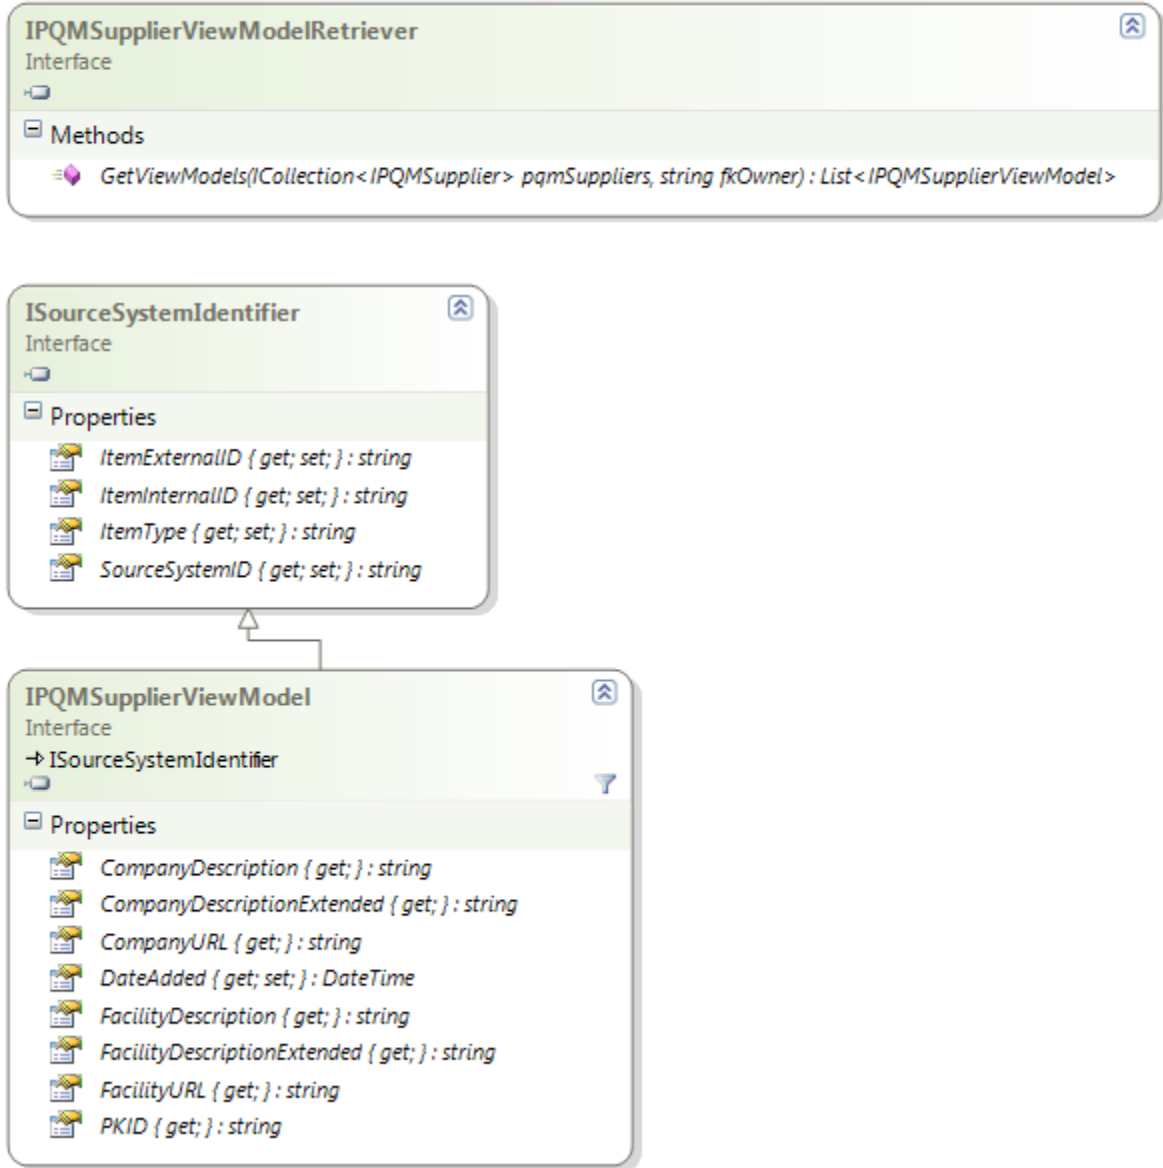 IPQMSupplierViewModelRetriever
Interface
Methods
GetViewModels(ICollection<IPQMSupplier> pqmSuppliers, string fkOwner) : List<IPQMSupplierViewModel>
ISourceSystemIdentifier
Interface
Properties
ItemExternalID { get; set; } : string
ItemInternalID { get; set; } : string
ItemType { get; set; } : string
SourceSystemID { get; set; } : string
IPQMSupplierViewModel
Interface
ISourceSystemIdentifier
Properties
CompanyDescription { get; } : string
CompanyDescriptionExtended { get; } : string
CompanyURL { get; } : string
DateAdded { get; set; } : DateTime
FacilityDescription { get; } : string
FacilityDescriptionExtended { get; } : string
FacilityURL { get; } : string
PKID { get; } : string